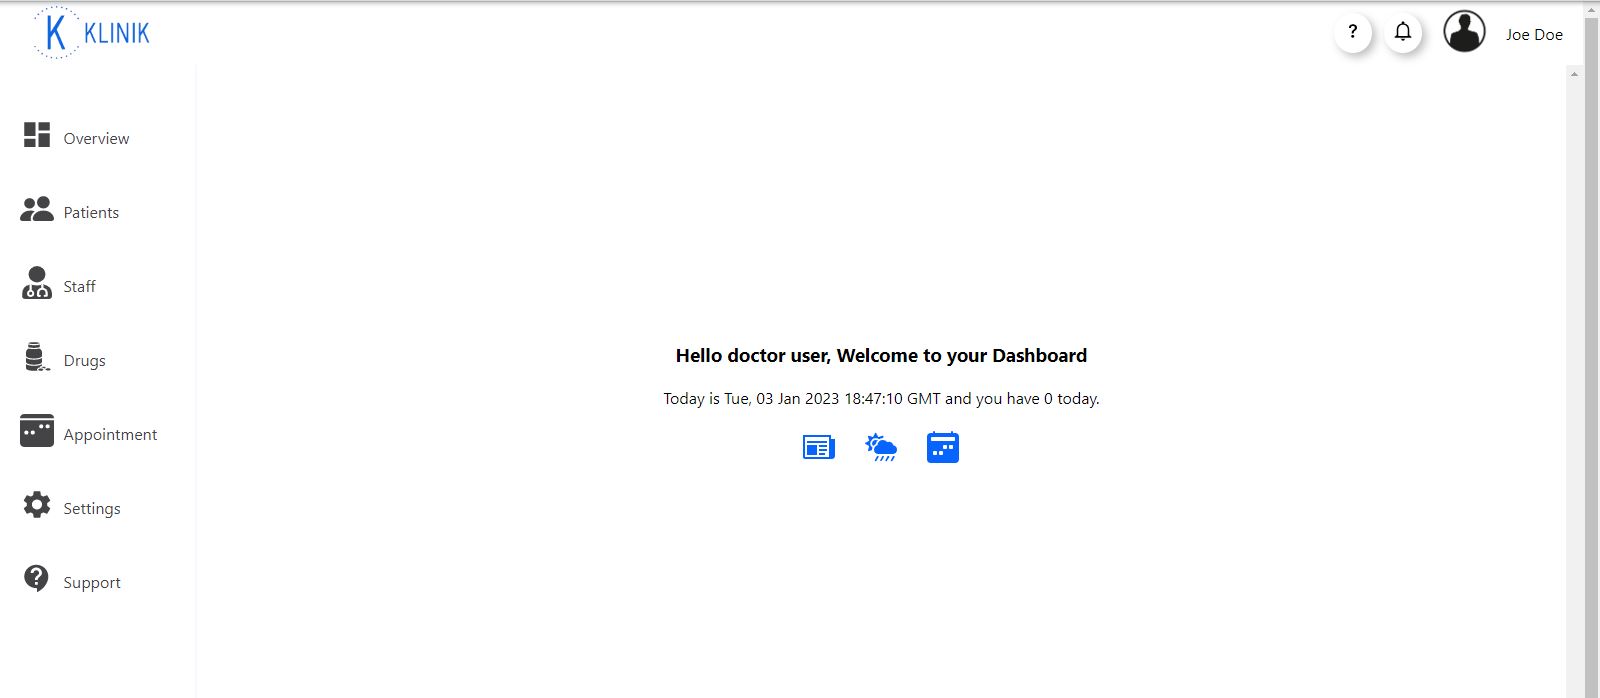 K KLINIK
?
Joe Doe
Overview
Patients
Staff
Drugs
Appointment
Settings
Support
Hello doctor user, Welcome to your Dashboard
Today is Tue, 03 Jan 2023 18:47:10 GMT and you have 0 today.